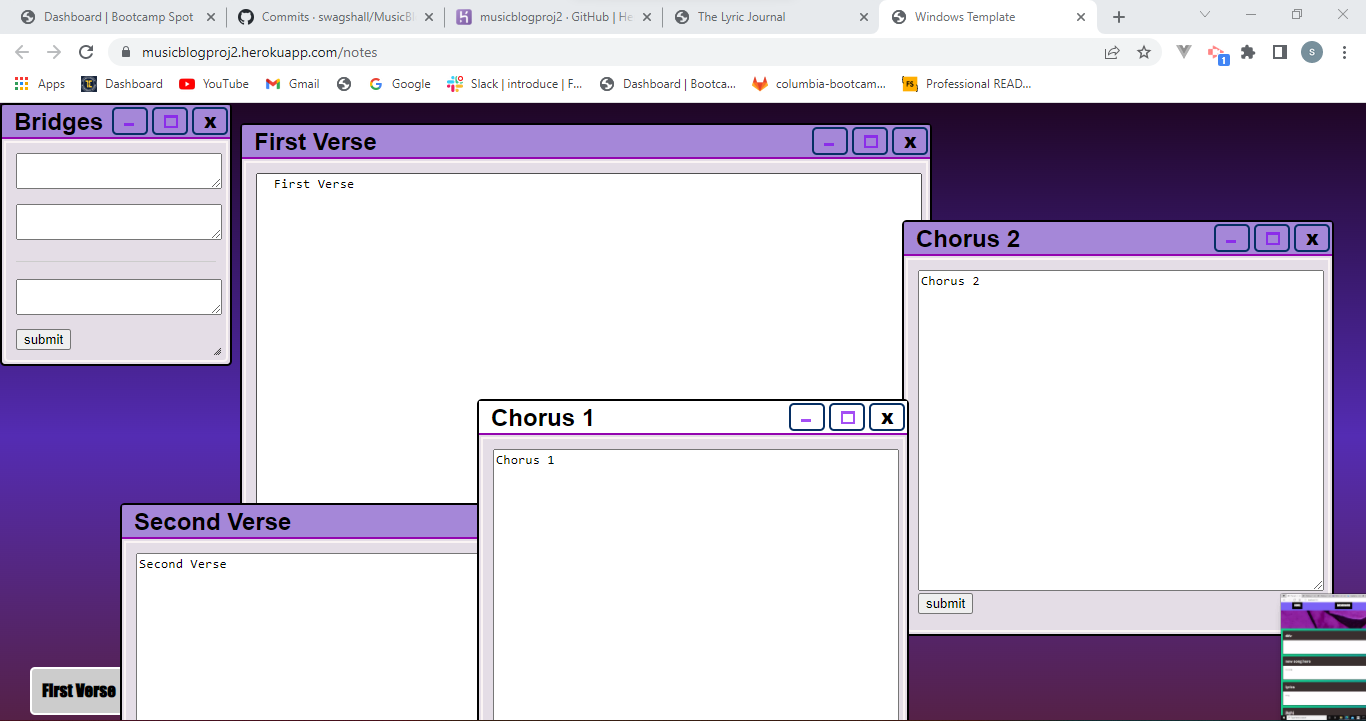 Dashboard | Bootcamp Spot
Commits · swagshall/MusicBl
musicblogproj2 · GitHub | He
The Lyric Journal
Windows Template
musicblogproj2.herokuapp.com/notes
S
1
Apps
Dashboard
YouTube
Gmail
Google
Slack | introduce | F...
Dashboard | Bootca...
columbia-bootcam...
Professional READ...
Bridges
submit
First Verse
First Verse
Chorus 2
Chorus 2
submit
Chorus 1
Chorus 1
Second Verse
Second Verse
First Verse